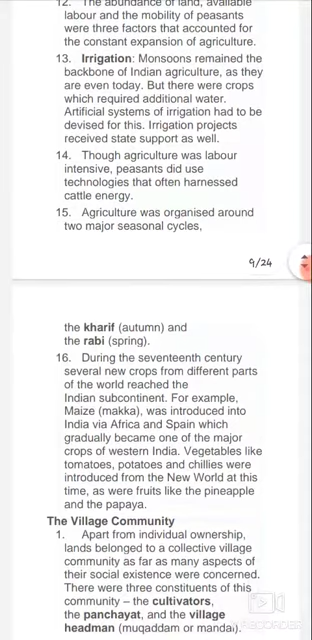 12. The abundance of land, available
labour and the mobility of peasants
were three factors that accounted for
the constant expansion of agriculture.
13. Irrigation: Monsoons remained the
backbone of Indian agriculture, as they
are even today. But there were crops
which required additional water.
Artificial systems of irrigation had to be
devised for this. Irrigation projects
received state support as well.
14. Though agriculture was labour
intensive, peasants did use
technologies that often harnessed
cattle energy.
15. Agriculture was organised around
two major seasonal cycles,
9/24
the kharif (autumn) and
the rabi (spring).
16. During the seventeenth century
several new crops from different parts
of the world reached the
Indian subcontinent. For example,
Maize (makka), was introduced into
India via Africa and Spain which
gradually became one of the major
crops of western India. Vegetables like
tomatoes, potatoes and chillies were
introduced from the New World at this
time, as were fruits like the pineapple
and the papaya.
The Village Community
1. Apart from individual ownership,
lands belonged to a collective village
community as far as many aspects of
their social existence were concerned.
There were three constituents of this
community – the cultivators,
the panchayat, and the village
headman (muqaddam or mandal).
RECORDER